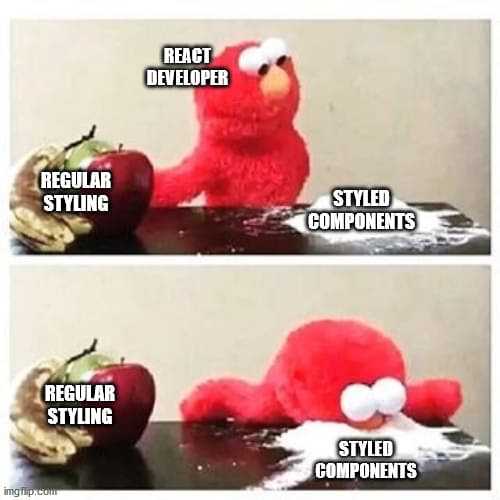 REACT
DEVELOPER
REGULAR
STYLING
STYLED
COMPONENTS
REGULAR
STYLING
STYLED
COMPONENTS
imgflip.com